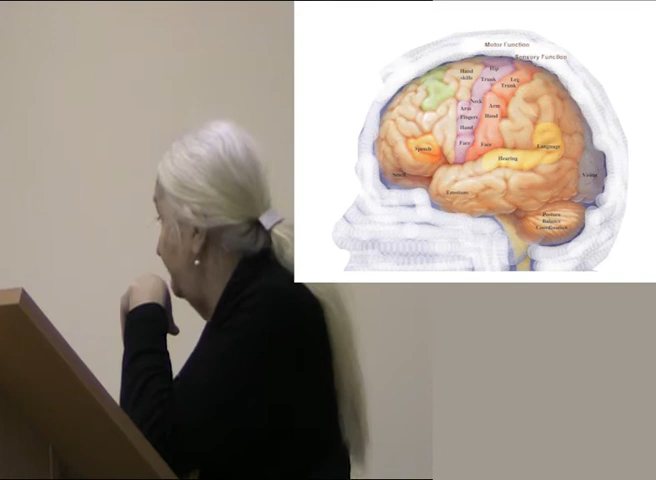 Motor Function
Sensory Function
Hand
skills
Hip
Trunk
Leg
Trunk
Neck
Arm
Arm
Fingers
Hand
Hand
Face
Face
Speech
Language
Hearing
Smell
Vision
Emotions
Posture
Balance
Coordination